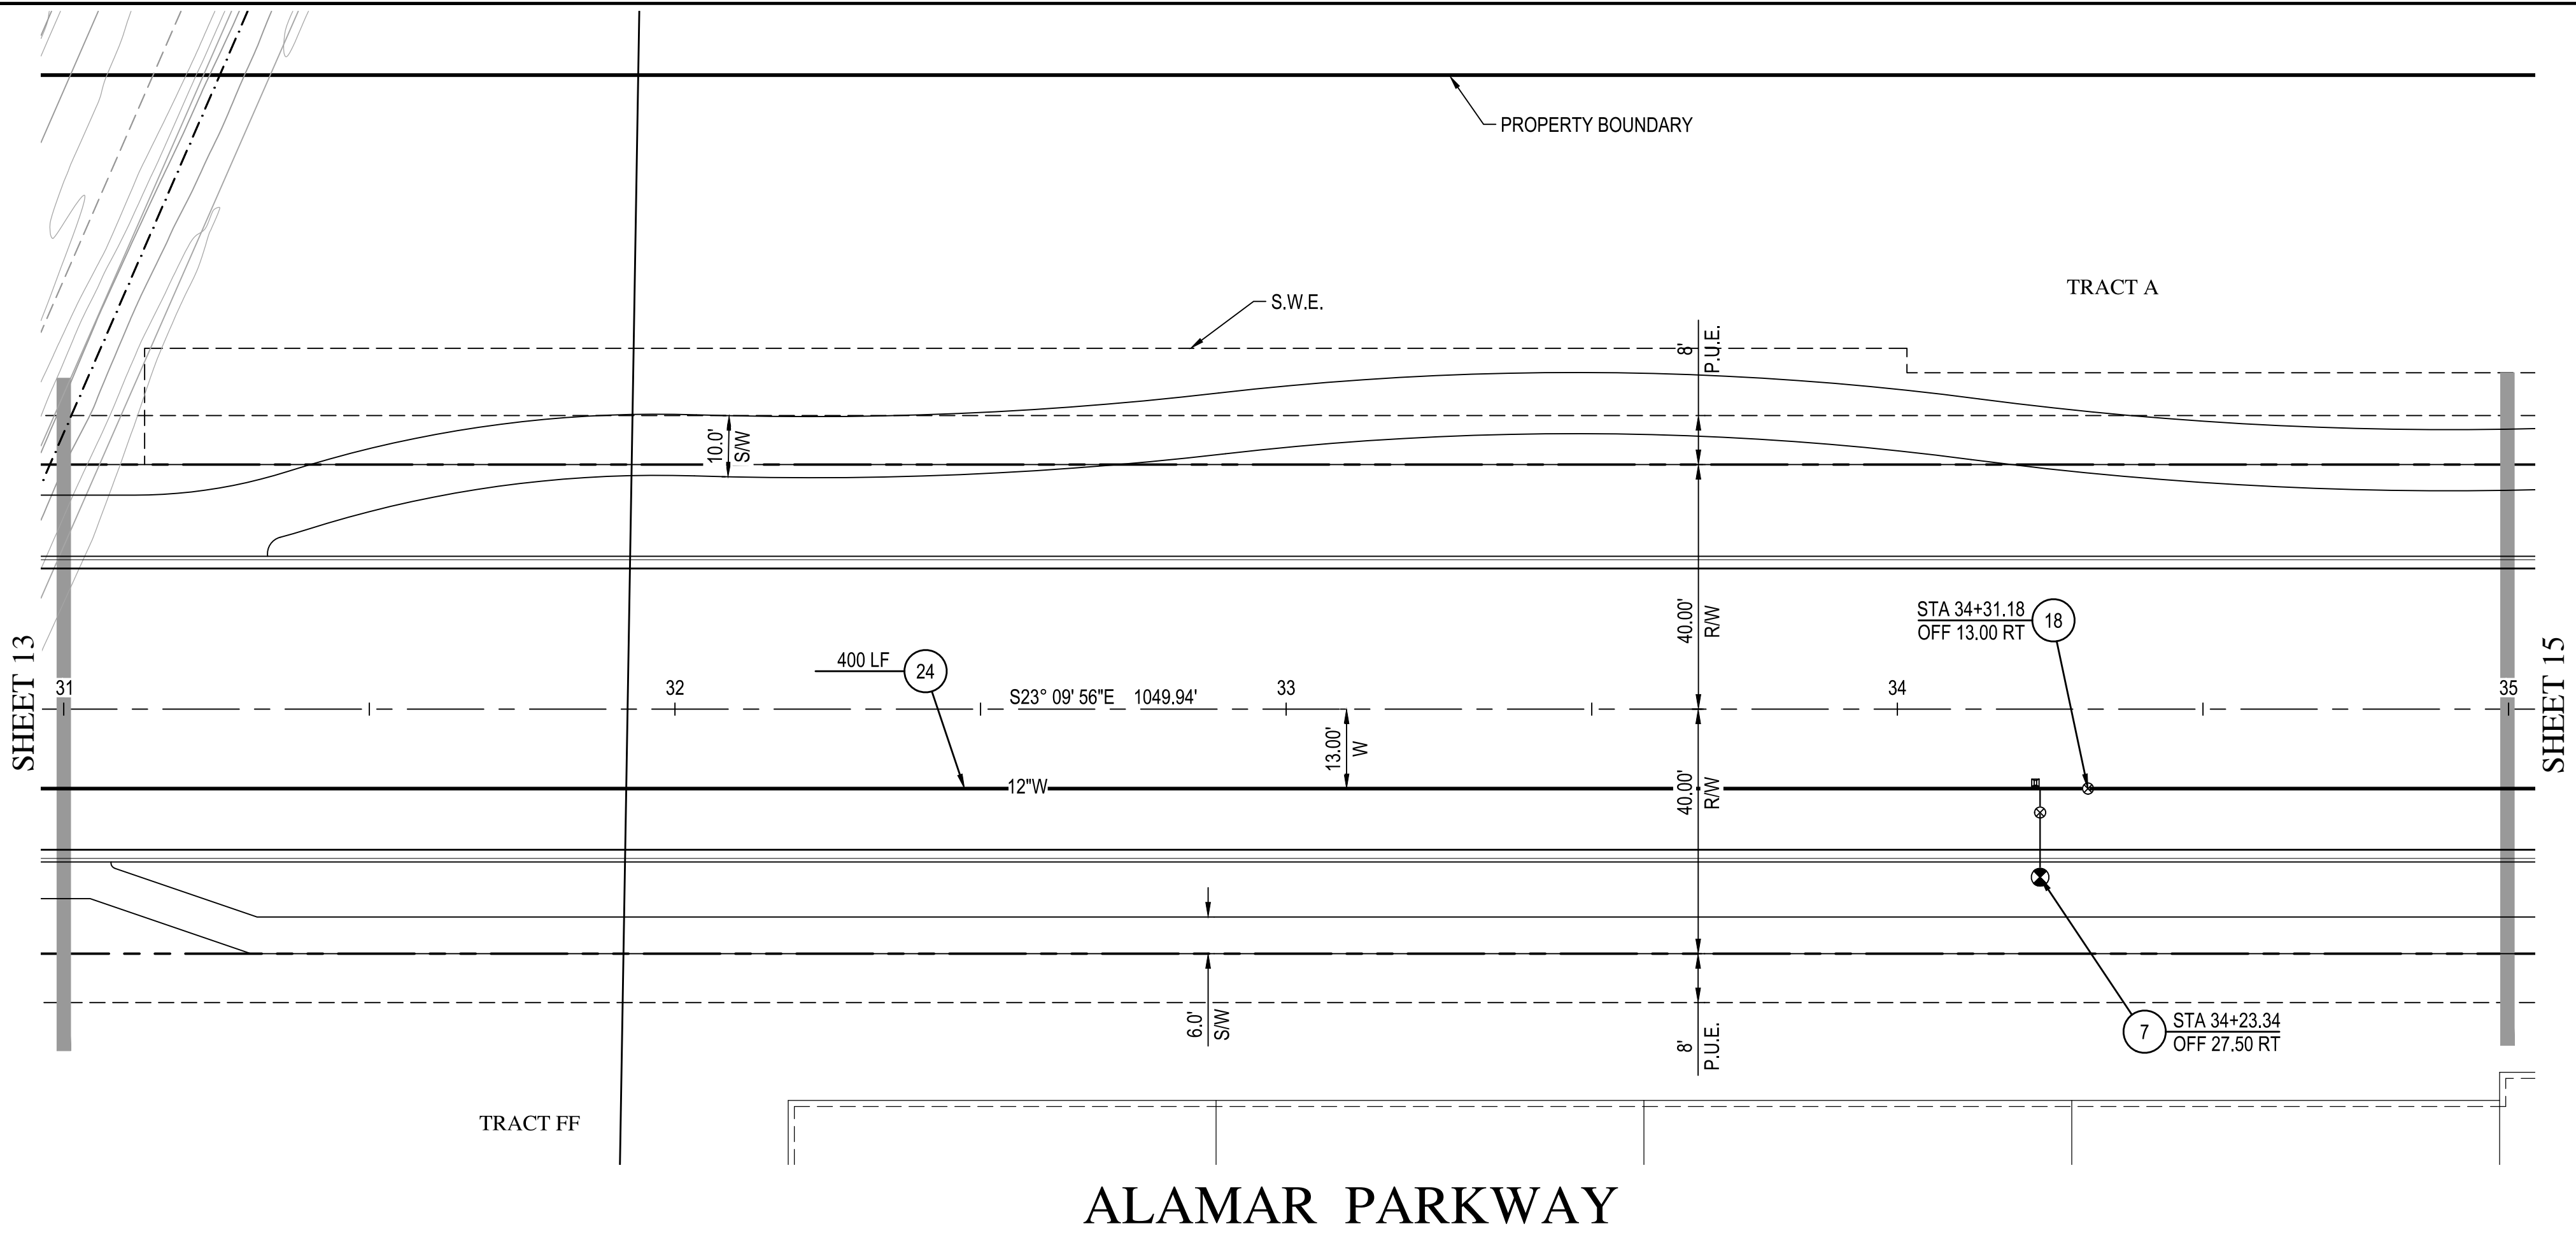 PROPERTY BOUNDARY
TRACT A
S.W.E.
8'
P.U.E.
10.0'
S/W
40.00'
R/W
STA 34+31.18
OFF 13.00 RT
18
400 LF
24
SHEET 13
SHEET 15
31
32
33
34
35
S23° 09' 56"E 1049.94'
13.00'
W
12"W
40.00'
R/W
6.0'
S/W
8'
P.U.E.
7
STA 34+23.34
OFF 27.50 RT
TRACT FF
ALAMAR PARKWAY